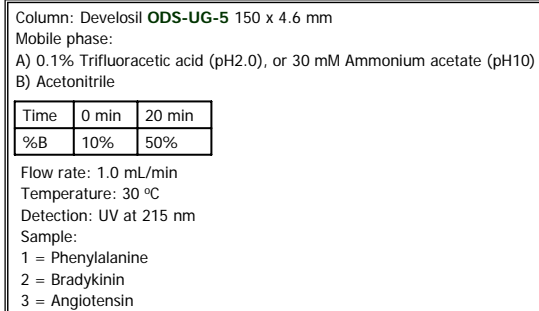 Column: Develosil ODS-UG-5 150 x 4.6 mm
Mobile phase:
A) 0.1% Trifluoracetic acid (pH2.0), or 30 mM Ammonium acetate (pH10)
B) Acetonitrile
Time 0 min 20 min
%B 10% 50%
Flow rate: 1.0 mL/min
Temperature: 30 ºC
Detection: UV at 215 nm
Sample:
1 = Phenylalanine
2 = Bradykinin
3 = Angiotensin